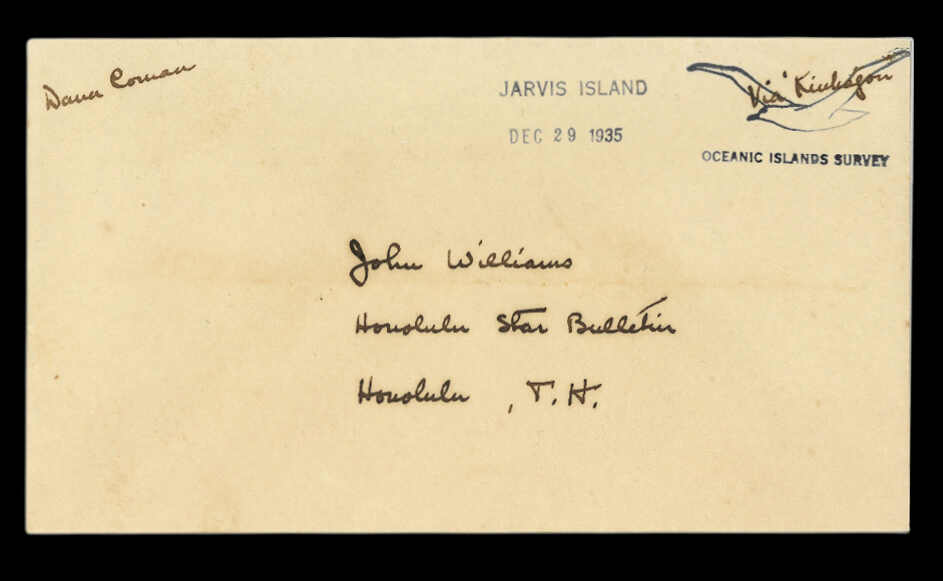 Dana Coman
JARVIS ISLAND
DEC 29 1935
Via "Kinkajou"
OCEANIC ISLANDS SURVEY
John Williams
Honolulu Star Bulletin
Honolulu, T.H.